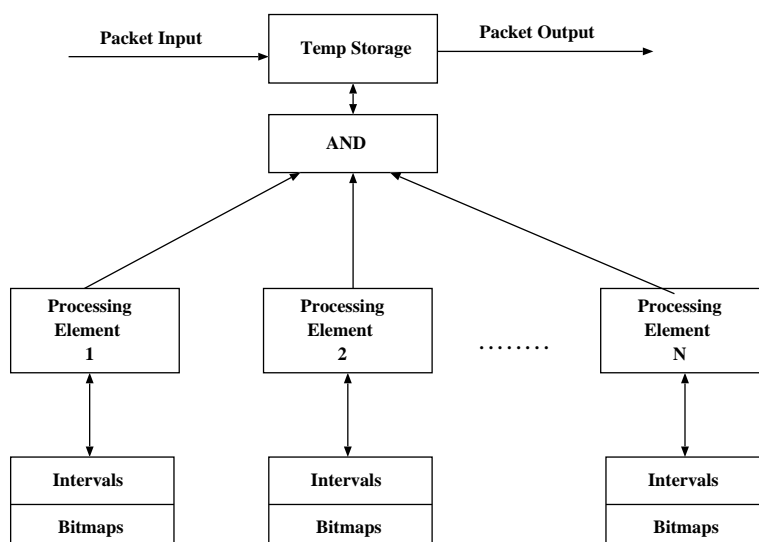 Packet Input
Temp Storage
Packet Output
AND
Processing
Element
1
Processing
Element
2
........
Processing
Element
N
Intervals
Bitmaps
Intervals
Bitmaps
Intervals
Bitmaps